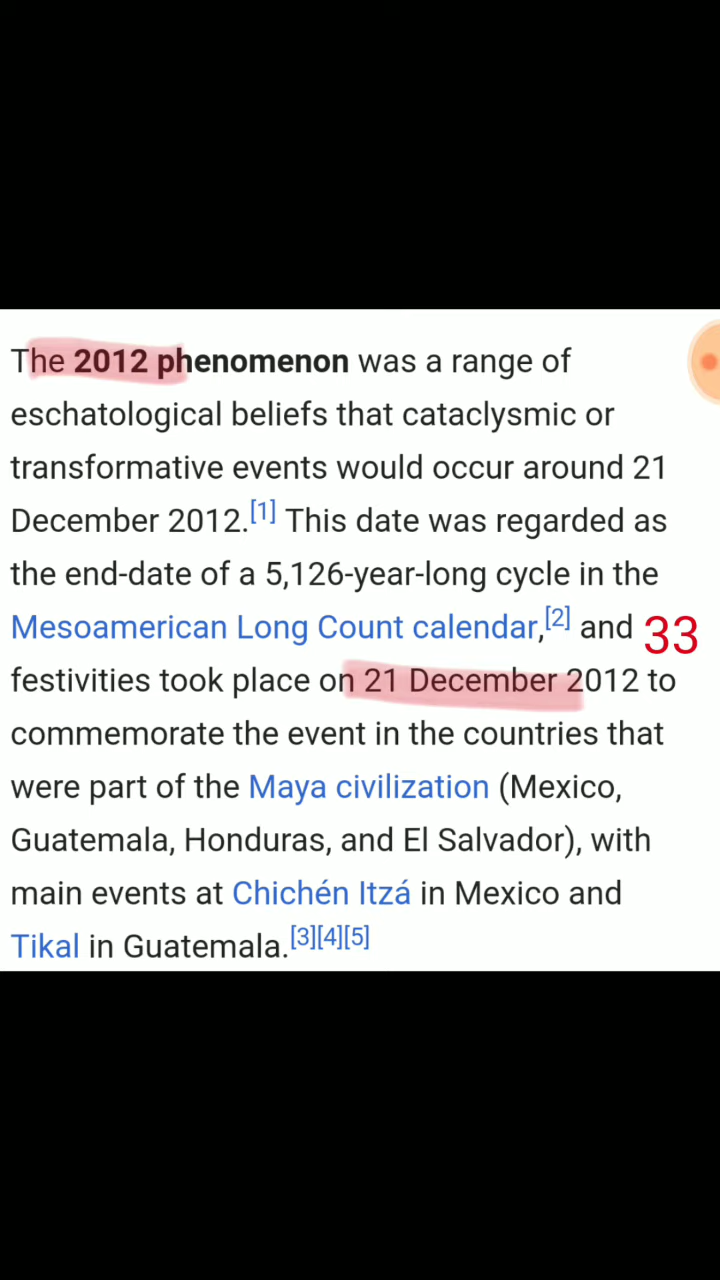 The 2012 phenomenon was a range of
eschatological beliefs that cataclysmic or
transformative events would occur around 21
December 2012.[1] This date was regarded as
the end-date of a 5,126-year-long cycle in the
Mesoamerican Long Count calendar,[2] and 33
festivities took place on 21 December 2012 to
commemorate the event in the countries that
were part of the Maya civilization (Mexico,
Guatemala, Honduras, and El Salvador), with
main events at Chichén Itzá in Mexico and
Tikal in Guatemala.[3][4][5]